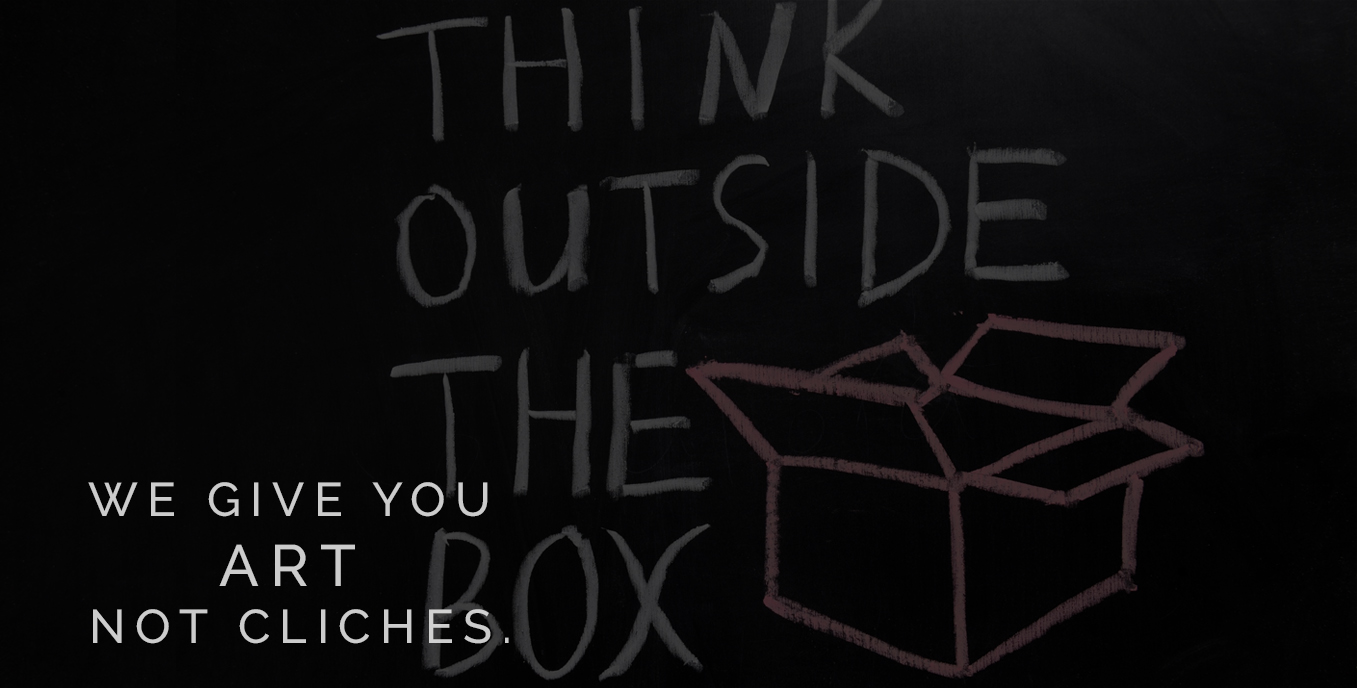 THINK
OUTSIDE
THE
BOX
WE GIVE YOU
ART
NOT CLICHES.